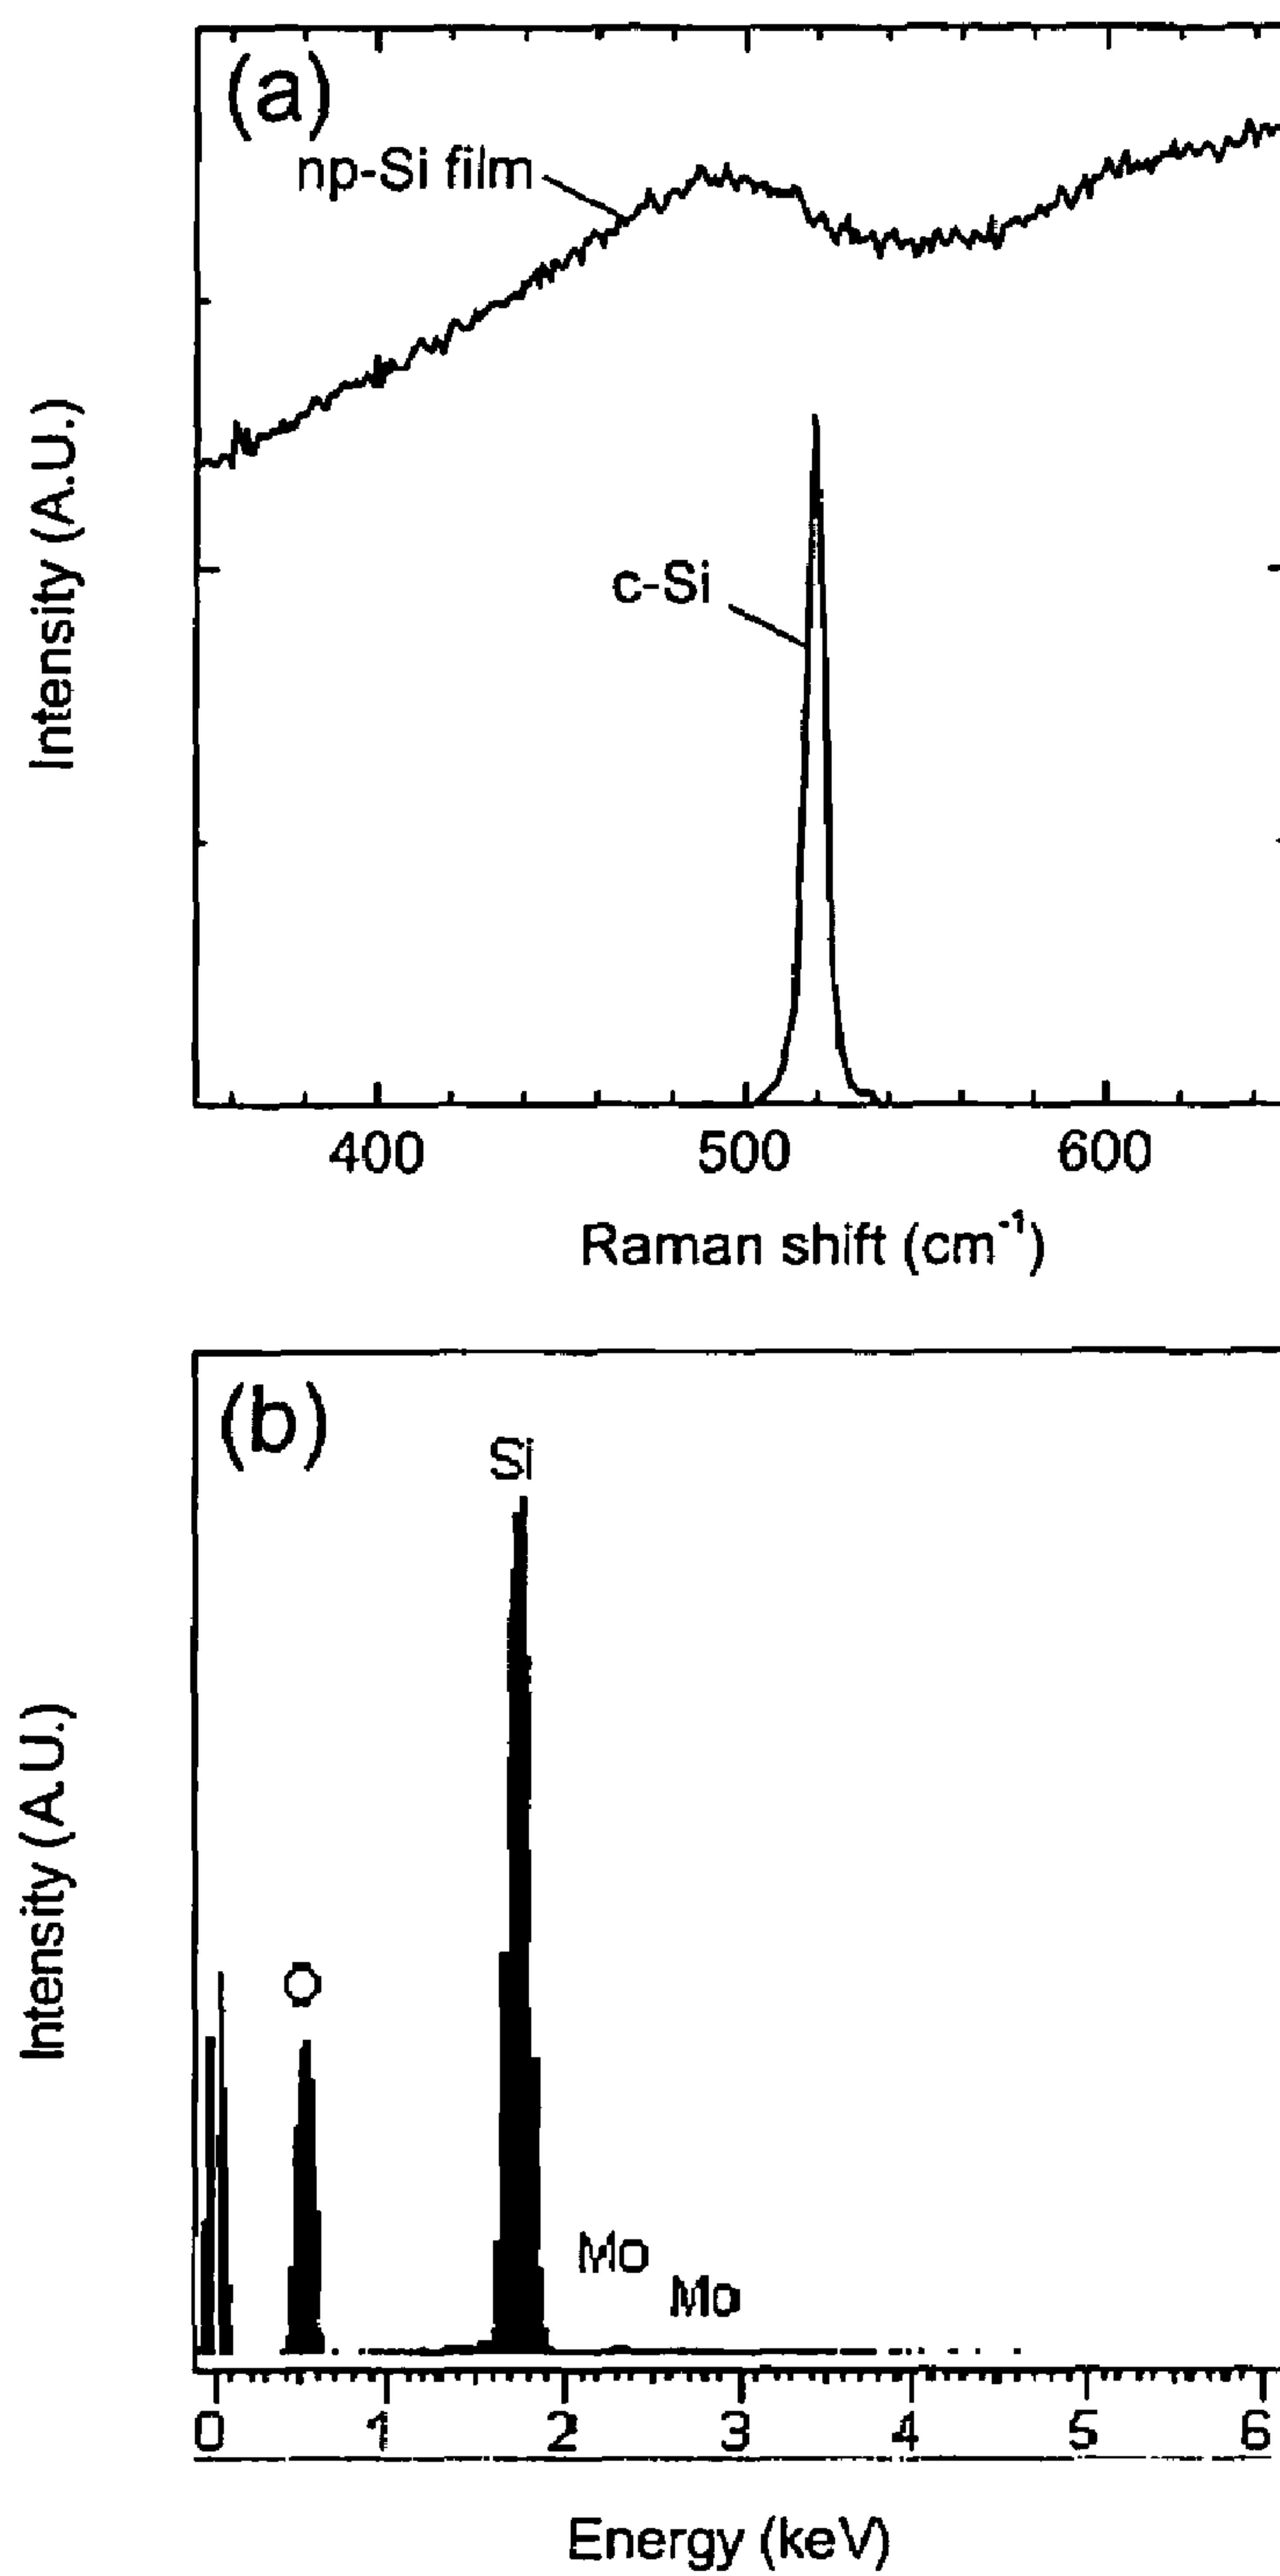 (a)
np-Si film
c-Si
Intensity (A.U.)
400 500 600
Raman shift (cm⁻¹)
(b)
Si
O
Mo
Mo
Intensity (A.U.)
0 1 2 3 4 5 6
Energy (keV)